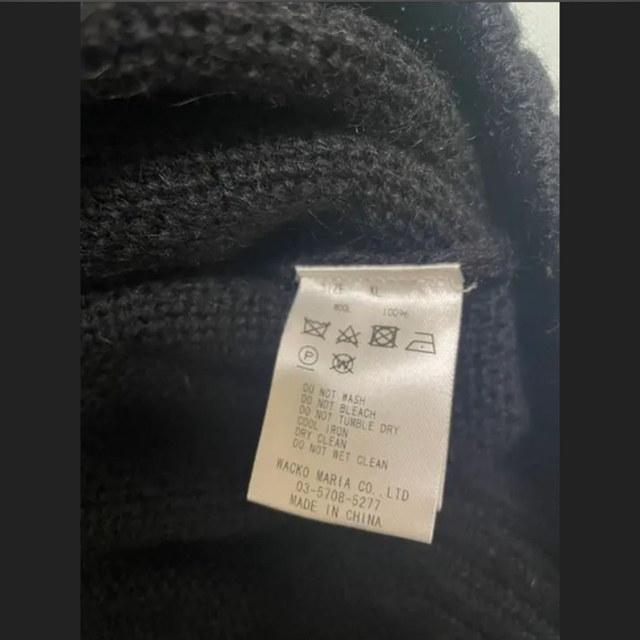 SIZE XL
WOOL 100%
P W
DO NOT WASH
DO NOT BLEACH
DO NOT TUMBLE DRY
COOL IRON
DRY CLEAN
DO NOT WET CLEAN
WACKO MARIA CO.,LTD
03-5708-5277
MADE IN CHINA